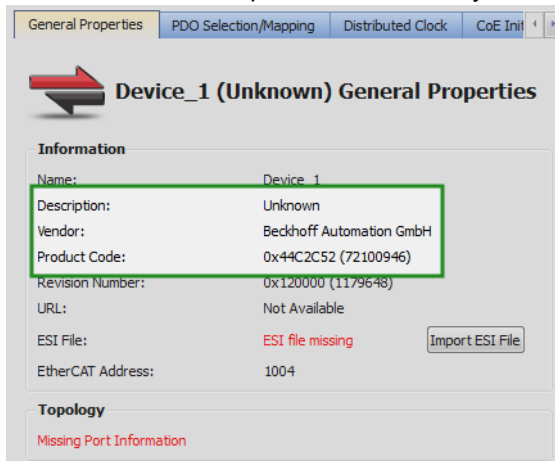 General Properties PDO Selection/Mapping Distributed Clock CoE Init
Device_1 (Unknown) General Properties
Information
Name: Device_1
Description: Unknown
Vendor: Beckhoff Automation GmbH
Product Code: 0x44C2C52 (72100946)
Revision Number: 0x120000 (1179648)
URL: Not Available
ESI File: ESI file missing Import ESI File
EtherCAT Address: 1004
Topology
Missing Port Information